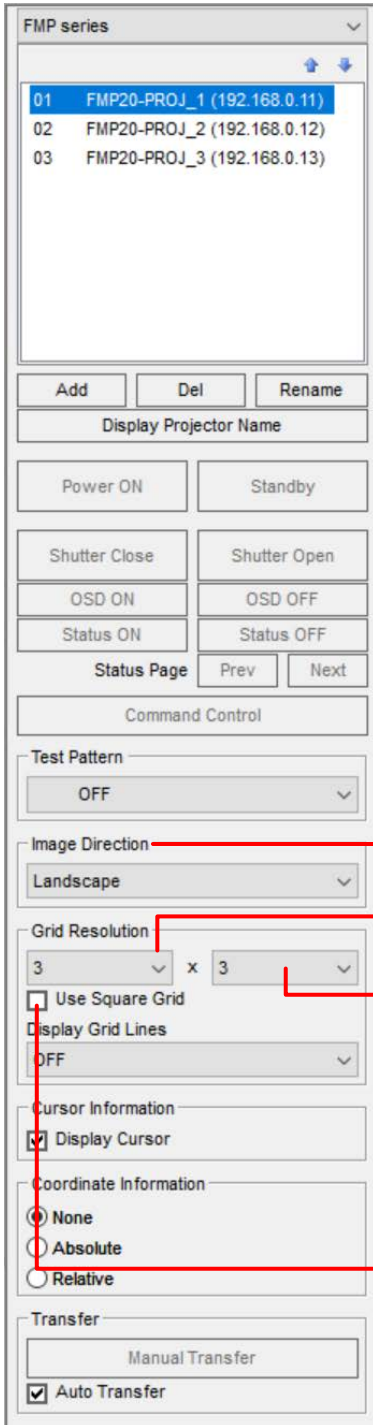 FMP series
01 FMP20-PROJ_1 (192.168.0.11)
02 FMP20-PROJ_2 (192.168.0.12)
03 FMP20-PROJ_3 (192.168.0.13)
Add Del Rename
Display Projector Name
Power ON Standby
Shutter Close Shutter Open
OSD ON OSD OFF
Status ON Status OFF
Status Page Prev Next
Command Control
Test Pattern
OFF
Image Direction
Landscape
Grid Resolution
3 x 3
Use Square Grid
Display Grid Lines
OFF
Cursor Information
Display Cursor
Coordinate Information
None
Absolute
Relative
Transfer
Manual Transfer
Auto Transfer